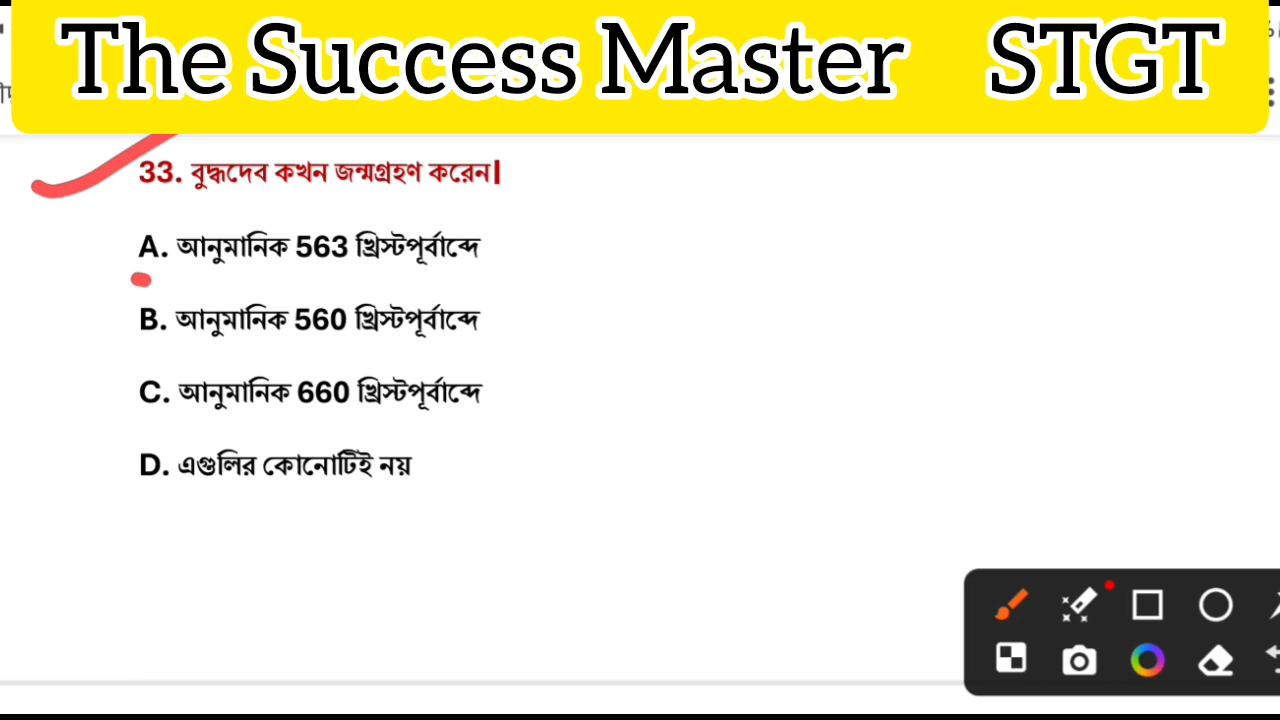 The Success Master STGT
33. বুদ্ধদেব কখন জন্মগ্রহণ করেন|
A. আনুমানিক 563 খ্রিস্টপূর্বাব্দে
B. আনুমানিক 560 খ্রিস্টপূর্বাব্দে
C. আনুমানিক 660 খ্রিস্টপূর্বাব্দে
D. এগুলির কোনোটিই নয়